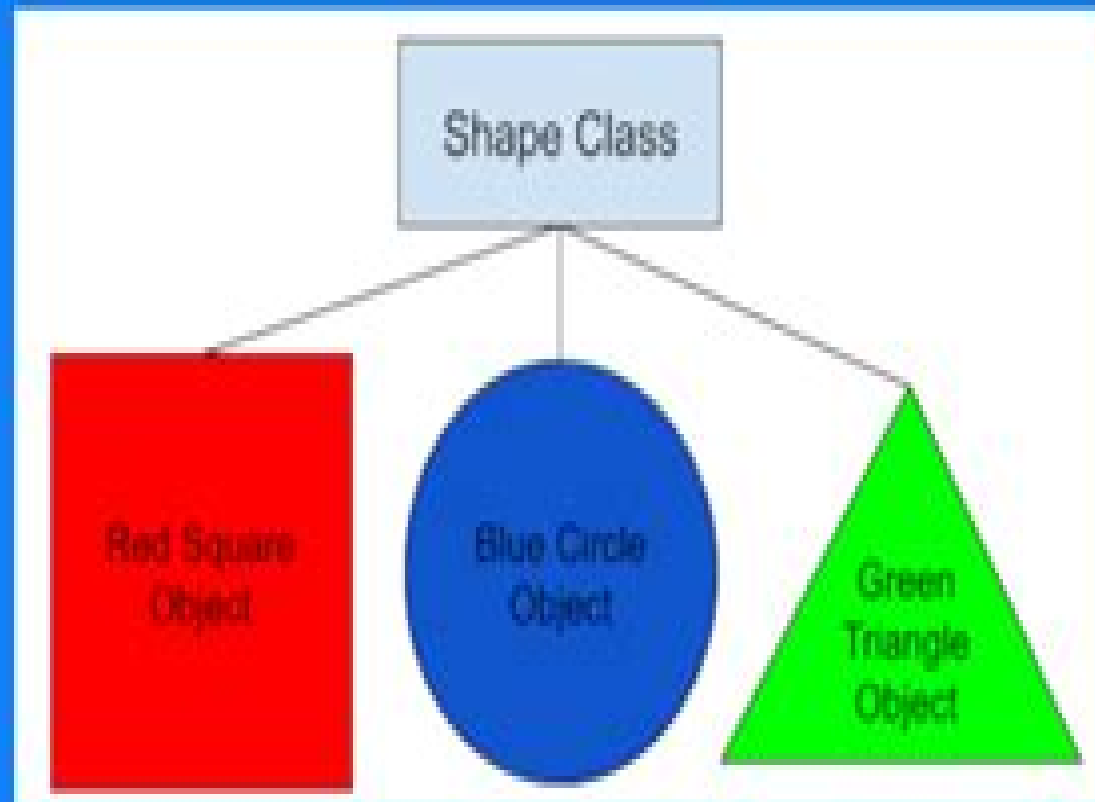 Shape Class
Red Square
Object
Blue Circle
Object
Green
Triangle
Object